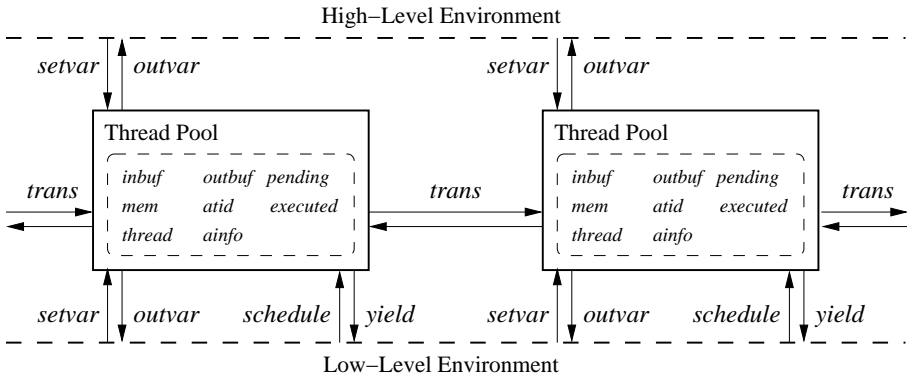 High−Level Environment
setvar outvar setvar outvar
Thread Pool Thread Pool
inbuf outbuf pending inbuf outbuf pending
trans trans trans
mem atid executed mem atid executed
thread ainfo thread ainfo
setvar outvar schedule yield setvar outvar schedule yield
Low−Level Environment